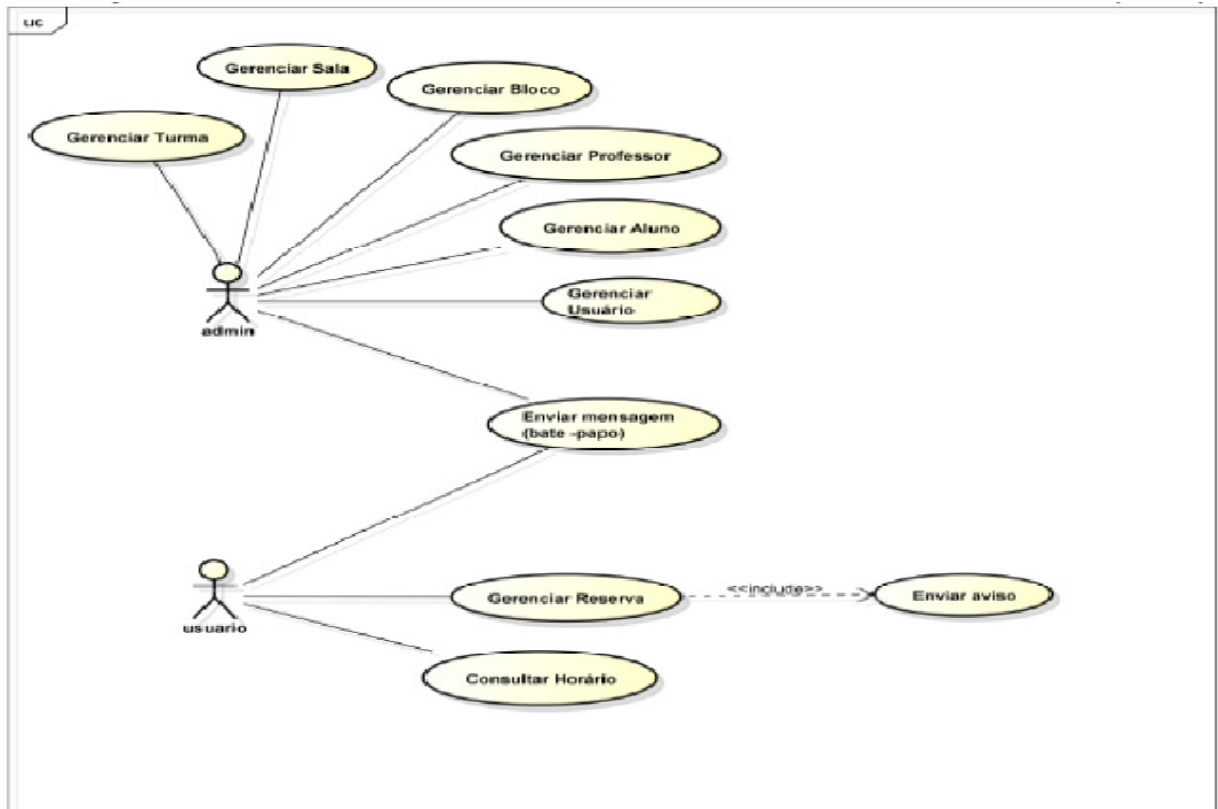 uc
Gerenciar Sala
Gerenciar Bloco
Gerenciar Turma
Gerenciar Professor
Gerenciar Aluno
Gerenciar
Usuário
admin
Enviar mensagem
(bate -papo)
Gerenciar Reserva
<<include>>
Enviar aviso
usuario
Consultar Horário